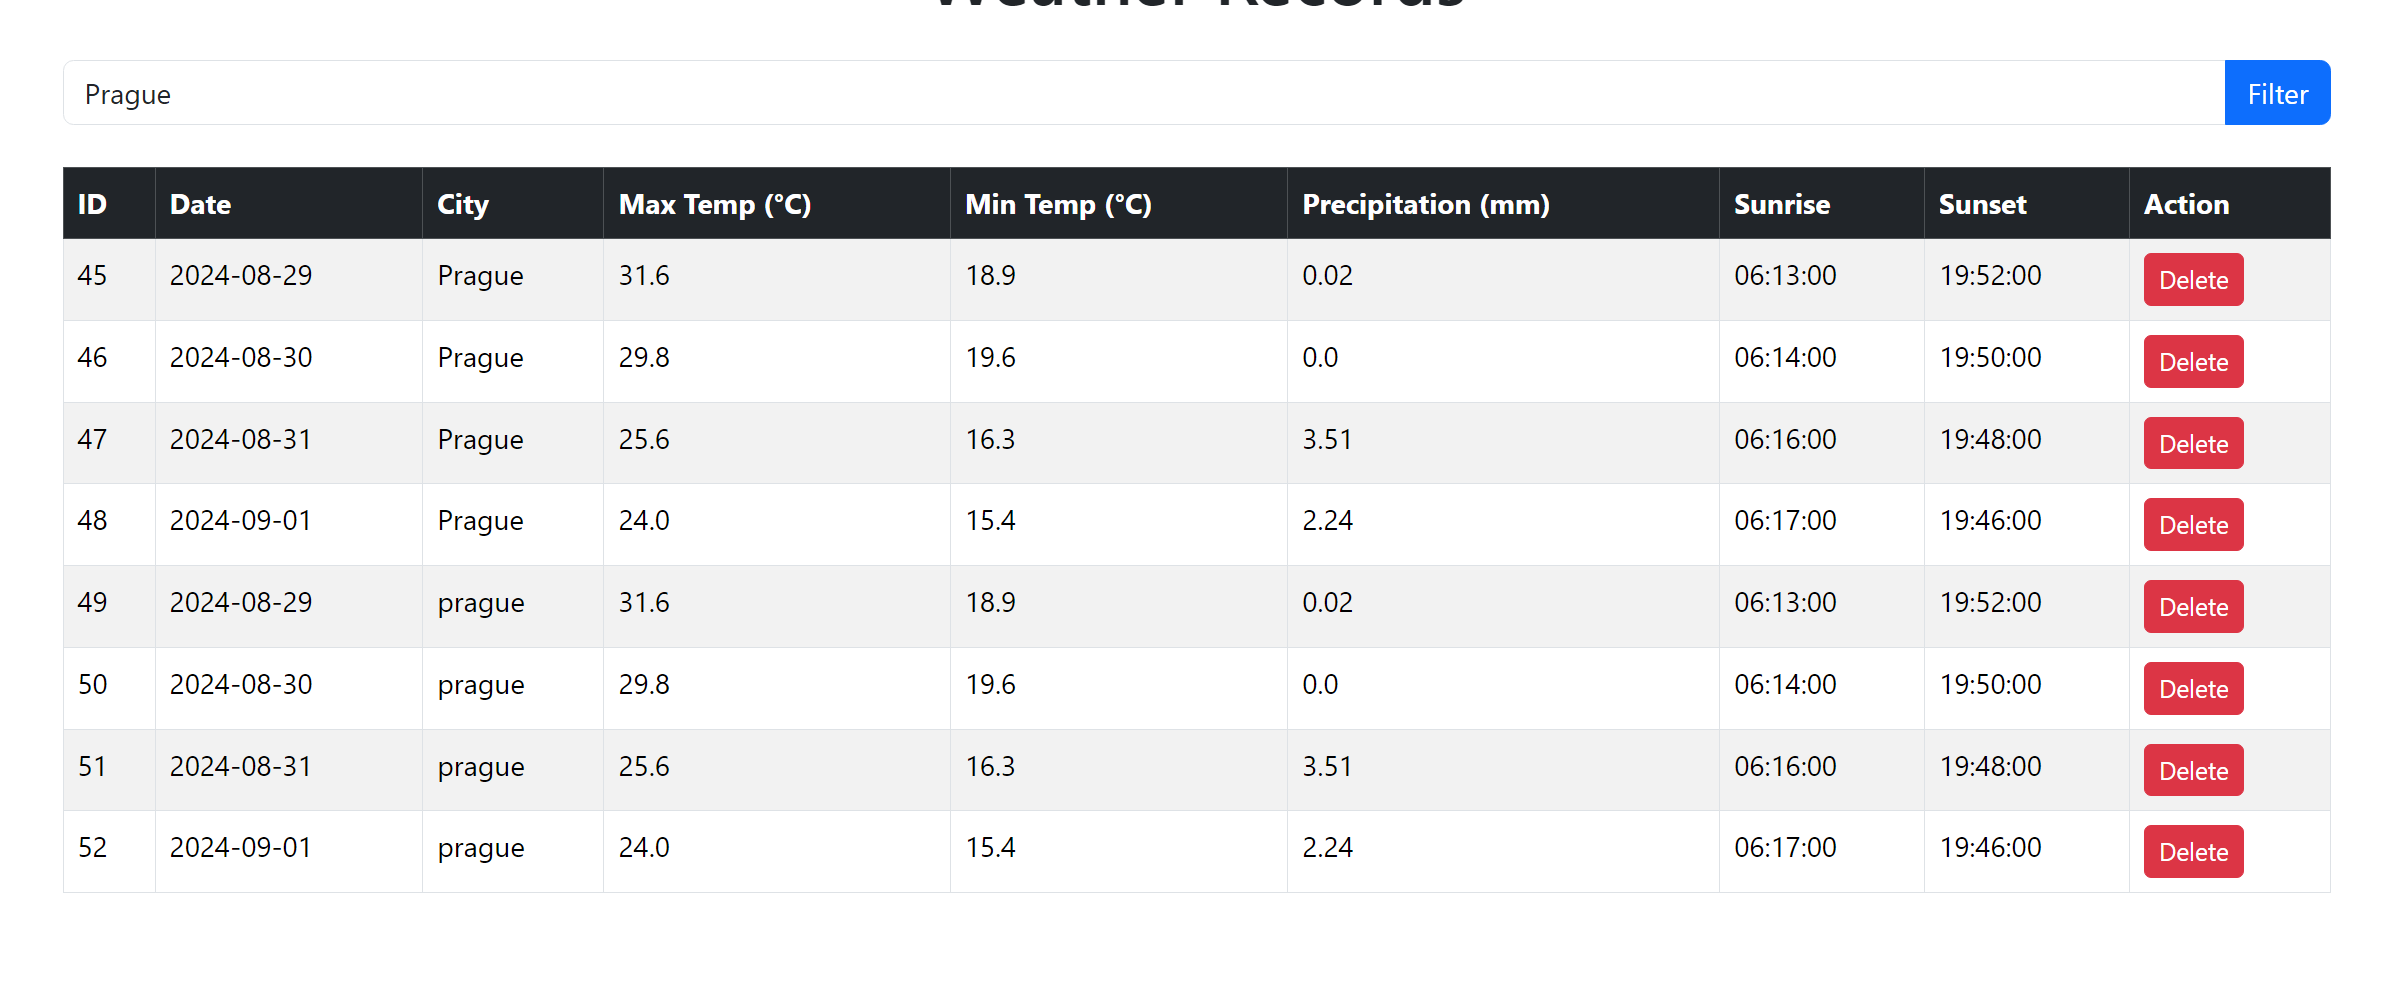 Weather Records
Prague Filter
ID Date City Max Temp (°C) Min Temp (°C) Precipitation (mm) Sunrise Sunset Action
45 2024-08-29 Prague 31.6 18.9 0.02 06:13:00 19:52:00 Delete
46 2024-08-30 Prague 29.8 19.6 0.0 06:14:00 19:50:00 Delete
47 2024-08-31 Prague 25.6 16.3 3.51 06:16:00 19:48:00 Delete
48 2024-09-01 Prague 24.0 15.4 2.24 06:17:00 19:46:00 Delete
49 2024-08-29 prague 31.6 18.9 0.02 06:13:00 19:52:00 Delete
50 2024-08-30 prague 29.8 19.6 0.0 06:14:00 19:50:00 Delete
51 2024-08-31 prague 25.6 16.3 3.51 06:16:00 19:48:00 Delete
52 2024-09-01 prague 24.0 15.4 2.24 06:17:00 19:46:00 Delete